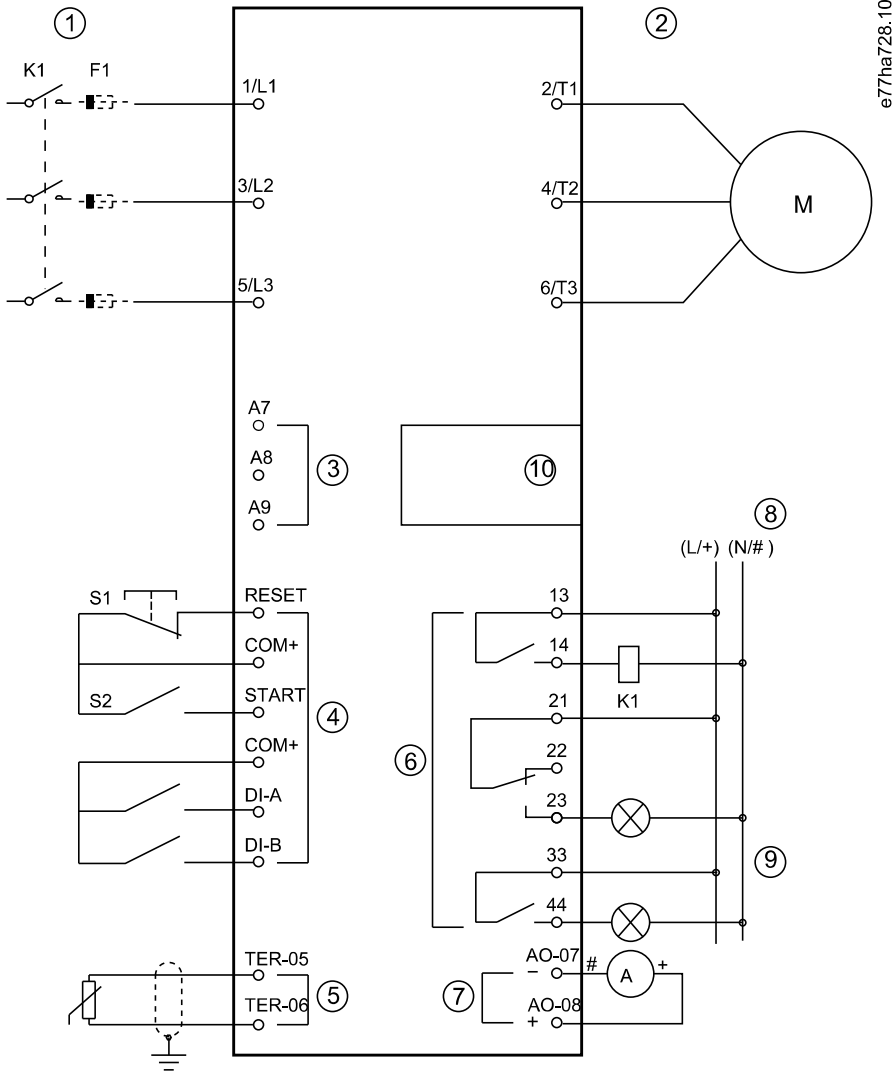 1
2
e77ha728.10
K1 F1
1/L1
2/T1
3/L2
4/T2
M
5/L3
6/T3
A7
A8
3
10
A9
8
(L/+) (N/# )
S1
RESET
13
COM+
14
K1
S2
START
4
21
COM+
6
22
DI-A
23
DI-B
33
9
44
TER-05
AO-07
− # A +
5
7
TER-06
AO-08
+